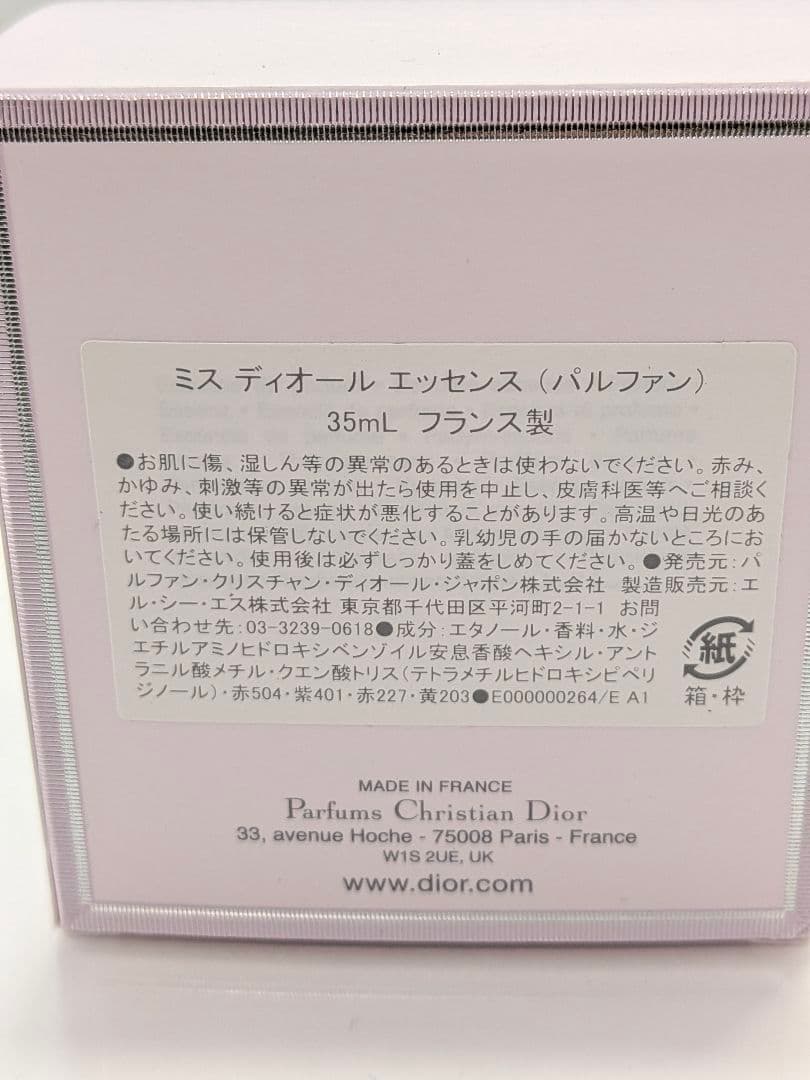 ミス ディオール エッセンス（パルファン）
35mL フランス製
●お肌に傷、湿しん等の異常のあるときは使わないでください。赤み、
かゆみ、刺激等の異常が出たら使用を中止し、皮膚科医等へご相談く
ださい。使い続けると症状が悪化することがあります。高温や日光のあ
たる場所には保管しないでください。乳幼児の手の届かないところにお
いてください。使用後は必ずしっかり蓋をしめてください。●発売元：パ
ルファン・クリスチャン・ディオール・ジャポン株式会社 製造販売元：エ
ル・シー・エス株式会社 東京都千代田区平河町2-1-1 お問
い合わせ先：03-3239-0618●成分：エタノール・香料・水・ジ
エチルアミノヒドロキシベンゾイル安息香酸ヘキシル・アント
ラニル酸メチル・クエン酸トリス（テトラメチルヒドロキシピペリ
ジノール）・赤504・紫401・赤227・黄203●E000000264/E A1
紙
箱・枠
MADE IN FRANCE
Parfums Christian Dior
33, avenue Hoche - 75008 Paris - France
W1S 2UE, UK
www.dior.com